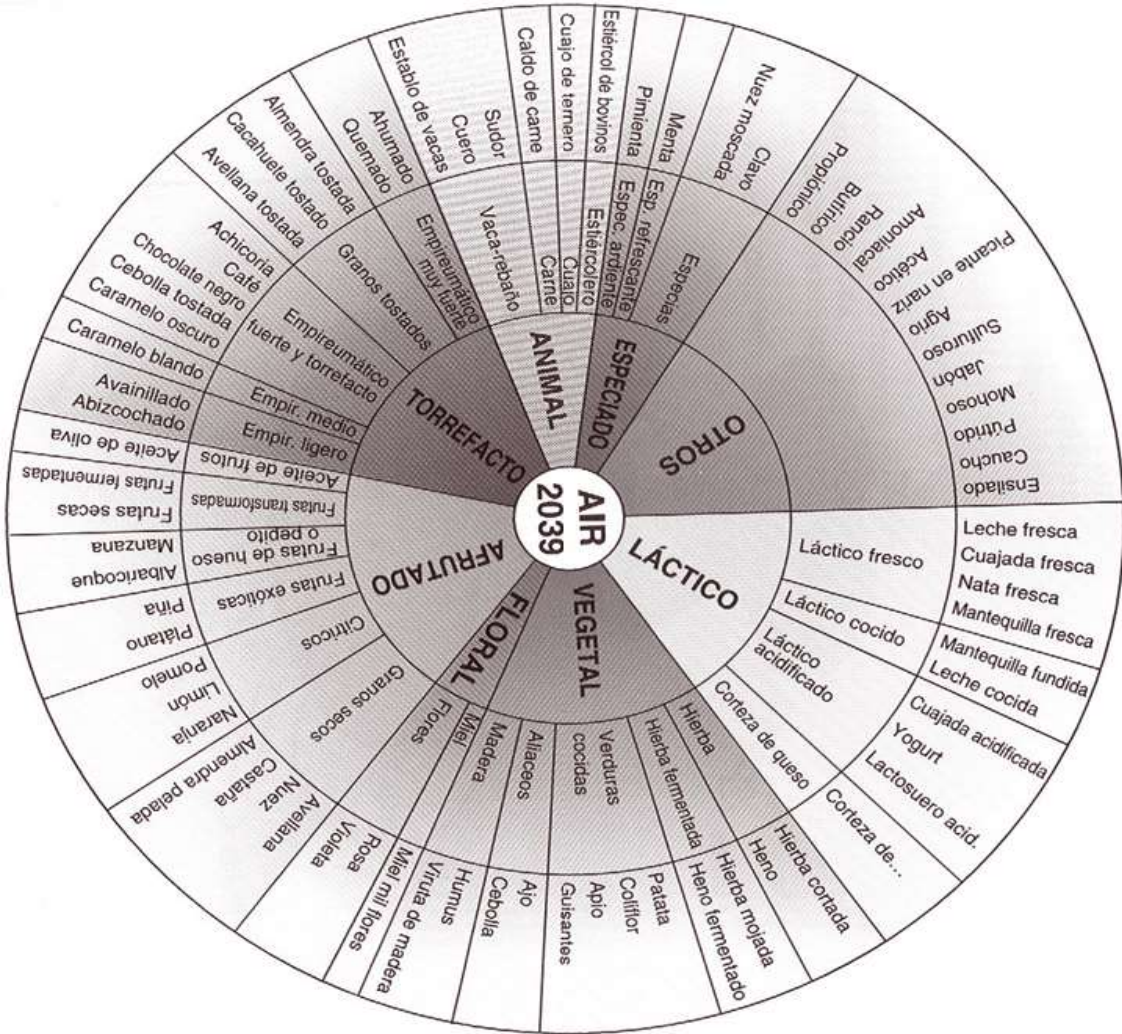 AIR
2039
LÁCTICO
Láctico fresco
Leche fresca
Cuajada fresca
Nata fresca
Mantequilla fresca
Láctico cocido
Mantequilla fundida
Leche cocida
Láctico
acidificado
Cuajada acidificada
Yogurt
Lactosuero acid.
Corteza de queso
Corteza de...
VEGETAL
Hierba
Hierba cortada
Heno
Hierba fermentada
Hierba mojada
Heno fermentado
Verduras
cocidas
Patata
Coliflor
Apio
Guisantes
Aliaceos
Ajo
Cebolla
Madera
Humus
Viruta de madera
FLORAL
Miel
Miel mil flores
Flores
Rosa
Violeta
AFRUTADO
Granos secos
Avellana
Nuez
Castaña
Almendra pelada
Cítricos
Naranja
Limón
Pomelo
Frutas exóticas
Plátano
Piña
Frutas de hueso
o pepito
Albaricoque
Manzana
Frutas transformadas
Frutas secas
Frutas fermentadas
Aceite de frutos
Aceite de oliva
TORREFACTO
Empir. ligero
Abizcochado
Avainillado
Empir. medio
Caramelo blando
Empireumático
fuerte y torrefacto
Caramelo oscuro
Cebolla tostada
Chocolate negro
Café
Achicoria
Granos tostados
Avellana tostada
Cacahuete tostado
Almendra tostada
Empireumático
muy fuerte
Quemado
Ahumado
ANIMAL
Vaca-rebaño
Establo de vacas
Cuero
Sudor
Carne
Caldo de carne
Cuajo
Cuajo de ternero
Estiércolero
Estiércol de bovinos
ESPECIADO
Espec. ardiente
Pimienta
Esp. refrescante
Menta
Especias
Nuez moscada
Clavo
OTROS
Propiónico
Butírico
Rancio
Amoniacal
Acético
Picante en nariz
Agrio
Sulfuroso
Jabón
Mohoso
Pútrido
Caucho
Ensilado